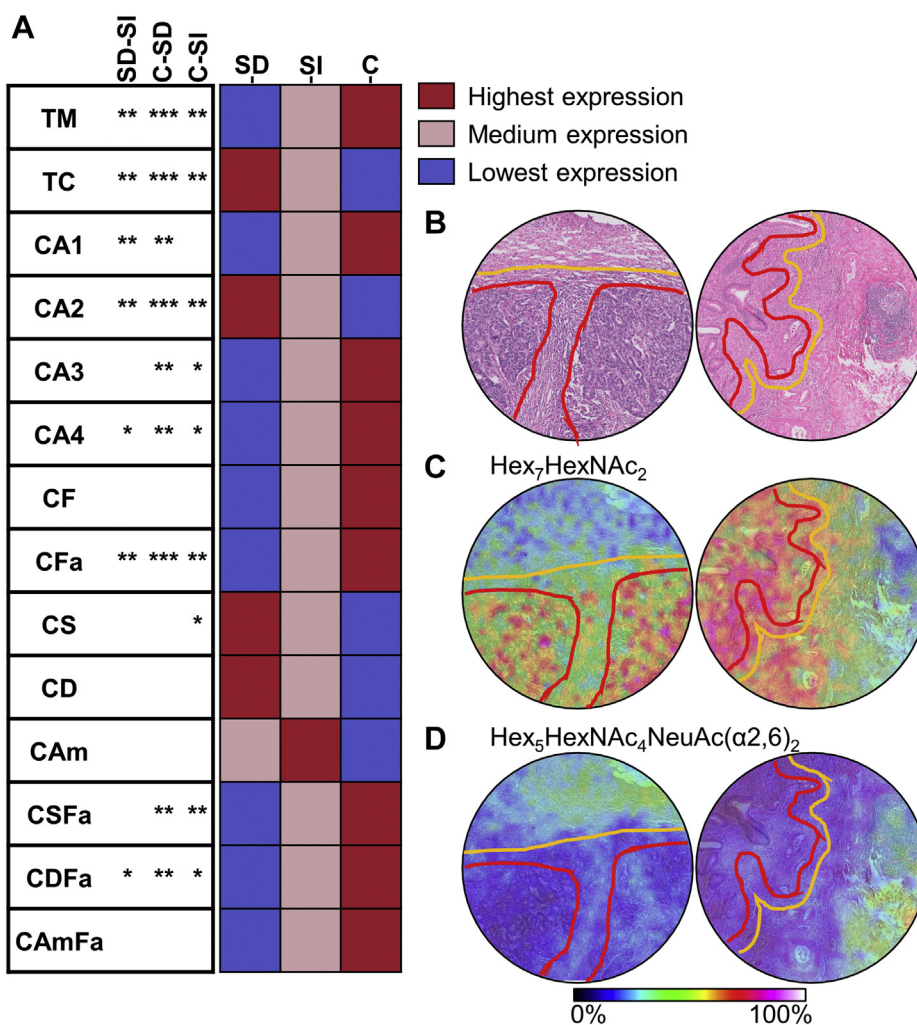 A
SD-SI
C-SD
C-SI
SD SI C
TM ** *** **
TC ** *** **
CA1 ** **
CA2 ** *** **
CA3 ** *
CA4 * ** *
CF
CFa ** *** **
CS *
CD
CAm
CSFa ** **
CDFa * ** *
CAmFa
Highest expression
Medium expression
Lowest expression
B
C
Hex₇HexNAc₂
D
Hex₅HexNAc₄NeuAc(α2,6)₂
0% 100%